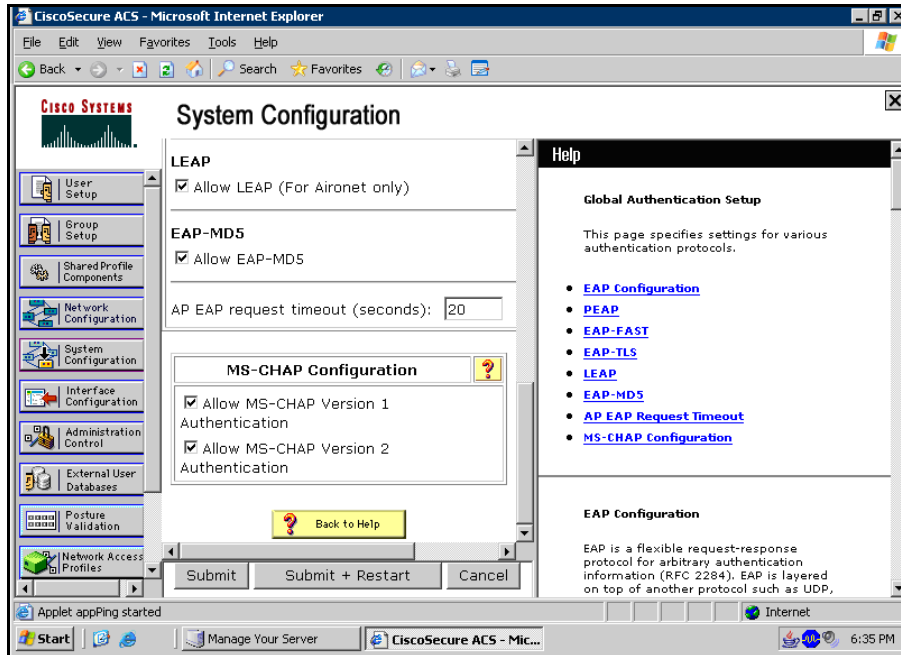 CiscoSecure ACS - Microsoft Internet Explorer
File Edit View Favorites Tools Help
Back Search Favorites
CISCO SYSTEMS
System Configuration
User
Setup
Group
Setup
Shared Profile
Components
Network
Configuration
System
Configuration
Interface
Configuration
Administration
Control
External User
Databases
Posture
Validation
Network Access
Profiles
LEAP
Allow LEAP (For Aironet only)
EAP-MD5
Allow EAP-MD5
AP EAP request timeout (seconds): 20
MS-CHAP Configuration ?
Allow MS-CHAP Version 1
Authentication
Allow MS-CHAP Version 2
Authentication
? Back to Help
Submit Submit + Restart Cancel
Help
Global Authentication Setup
This page specifies settings for various
authentication protocols.
EAP Configuration
PEAP
EAP-FAST
EAP-TLS
LEAP
EAP-MD5
AP EAP Request Timeout
MS-CHAP Configuration
EAP Configuration
EAP is a flexible request-response
protocol for arbitrary authentication
information (RFC 2284). EAP is layered
on top of another protocol such as UDP,
Applet appPing started
Internet
Start Manage Your Server CiscoSecure ACS - Mic... 6:35 PM